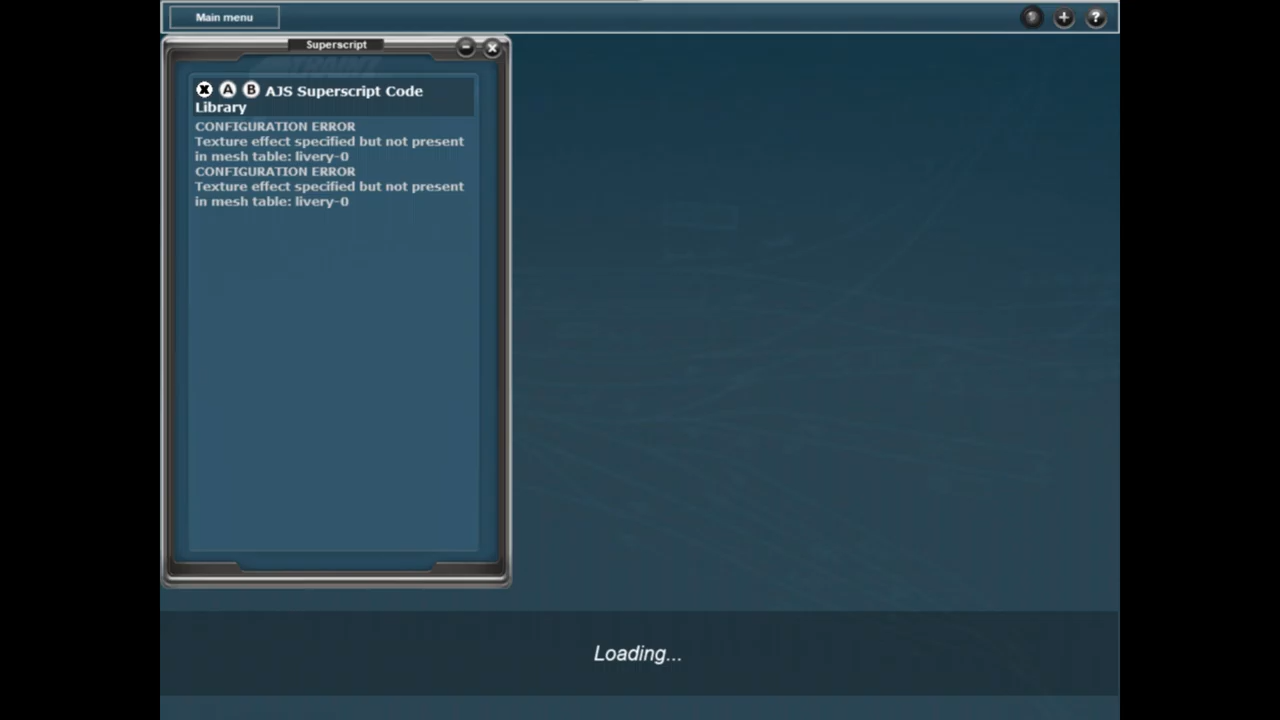 Main menu
?
Superscript
X A B AJS Superscript Code
Library
CONFIGURATION ERROR
Texture effect specified but not present
in mesh table: livery-0
CONFIGURATION ERROR
Texture effect specified but not present
in mesh table: livery-0
Loading...